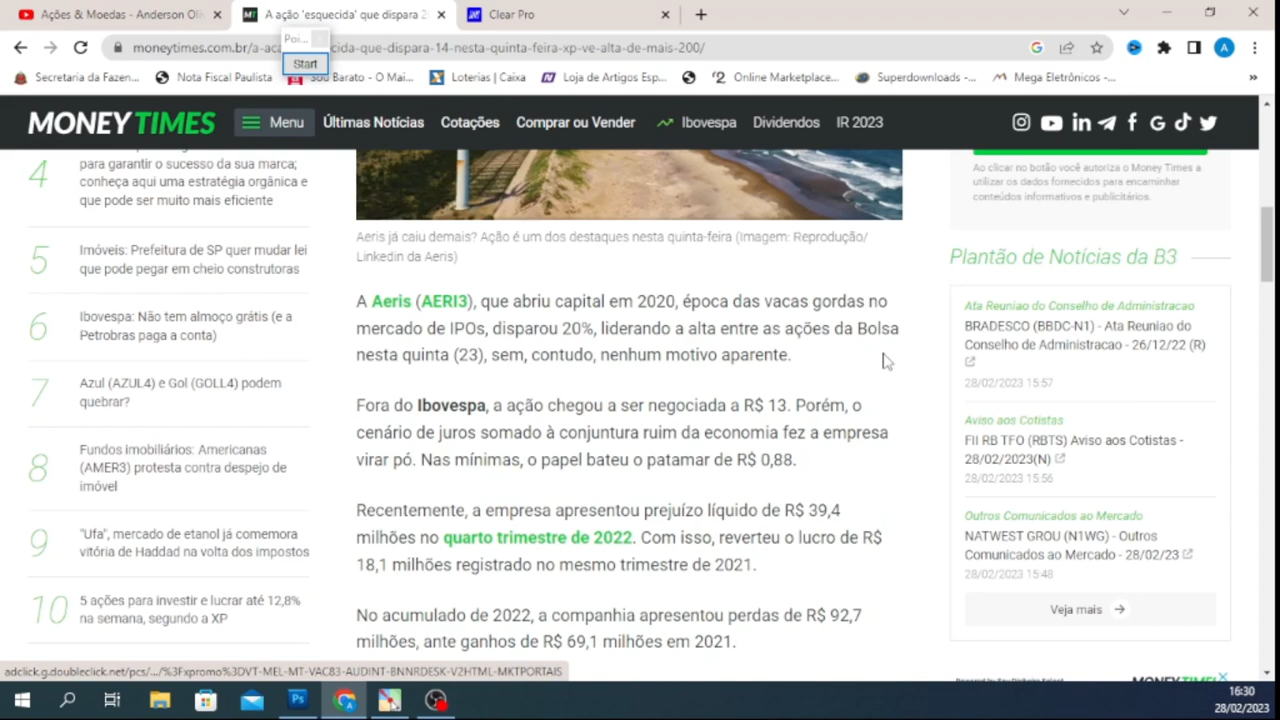 Ações & Moedas - Anderson Oli
A ação 'esquecida' que dispara 2
Clear Pro
Poi...
Start
moneytimes.com.br/a-aca
cida-que-dispara-14-nesta-quinta-feira-xp-ve-alta-de-mais-200/
A
Secretaria da Fazen...
Nota Fiscal Paulista
Sou Barato - O Mai...
Loterias | Caixa
Loja de Artigos Esp...
Online Marketplace...
Superdownloads -...
Mega Eletrônicos -...
»
MONEY TIMES
Menu
Últimas Notícias
Cotações
Comprar ou Vender
Ibovespa
Dividendos
IR 2023
4
para garantir o sucesso da sua marca;
conheça aqui uma estratégia orgânica e
que pode ser muito mais eficiente
5
Imóveis: Prefeitura de SP quer mudar lei
que pode pegar em cheio construtoras
6
Ibovespa: Não tem almoço grátis (e a
Petrobras paga a conta)
7
Azul (AZUL4) e Gol (GOLL4) podem
quebrar?
8
Fundos imobiliários: Americanas
(AMER3) protesta contra despejo de
imóvel
9
"Ufa", mercado de etanol já comemora
vitória de Haddad na volta dos impostos
10
5 ações para investir e lucrar até 12,8%
na semana, segundo a XP
Aeris já caiu demais? Ação é um dos destaques nesta quinta-feira (Imagem: Reprodução/
Linkedin da Aeris)
A Aeris (AERI3), que abriu capital em 2020, época das vacas gordas no
mercado de IPOs, disparou 20%, liderando a alta entre as ações da Bolsa
nesta quinta (23), sem, contudo, nenhum motivo aparente.
Fora do Ibovespa, a ação chegou a ser negociada a R$ 13. Porém, o
cenário de juros somado à conjuntura ruim da economia fez a empresa
virar pó. Nas mínimas, o papel bateu o patamar de R$ 0,88.
Recentemente, a empresa apresentou prejuízo líquido de R$ 39,4
milhões no quarto trimestre de 2022. Com isso, reverteu o lucro de R$
18,1 milhões registrado no mesmo trimestre de 2021.
No acumulado de 2022, a companhia apresentou perdas de R$ 92,7
milhões, ante ganhos de R$ 69,1 milhões em 2021.
Ao clicar no botão você autoriza o Money Times a
utilizar os dados fornecidos para encaminhar
conteúdos informativos e publicitários.
Plantão de Notícias da B3
Ata Reuniao do Conselho de Administracao
BRADESCO (BBDC-N1) - Ata Reuniao do
Conselho de Administracao - 26/12/22 (R)
28/02/2023 15:57
Aviso aos Cotistas
FII RB TFO (RBTS) Aviso aos Cotistas -
28/02/2023(N)
28/02/2023 15:56
Outros Comunicados ao Mercado
NATWEST GROU (N1WG) - Outros
Comunicados ao Mercado - 28/02/23
28/02/2023 15:48
Veja mais
MONEYTIMES
adclick.g.doubleclick.net/pcs/.../%3Fxpromo%3DVT-MEL-MT-VAC83-AUDINT-BNNRDESK-V2HTML-MKTPORTAIS
Ps
16:30
28/02/2023